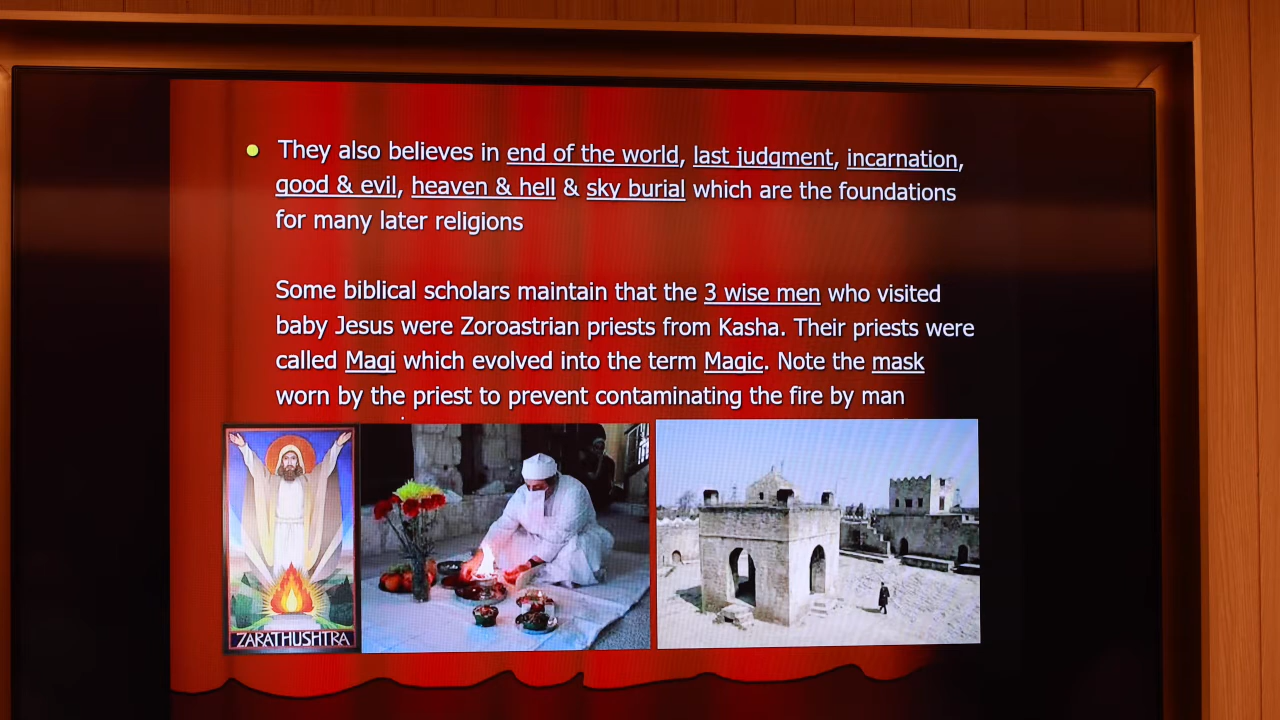 They also believes in end of the world, last judgment, incarnation,
good & evil, heaven & hell & sky burial which are the foundations
for many later religions
Some biblical scholars maintain that the 3 wise men who visited
baby Jesus were Zoroastrian priests from Kasha. Their priests were
called Magi which evolved into the term Magic. Note the mask
worn by the priest to prevent contaminating the fire by man
ZARATHUSHTRA